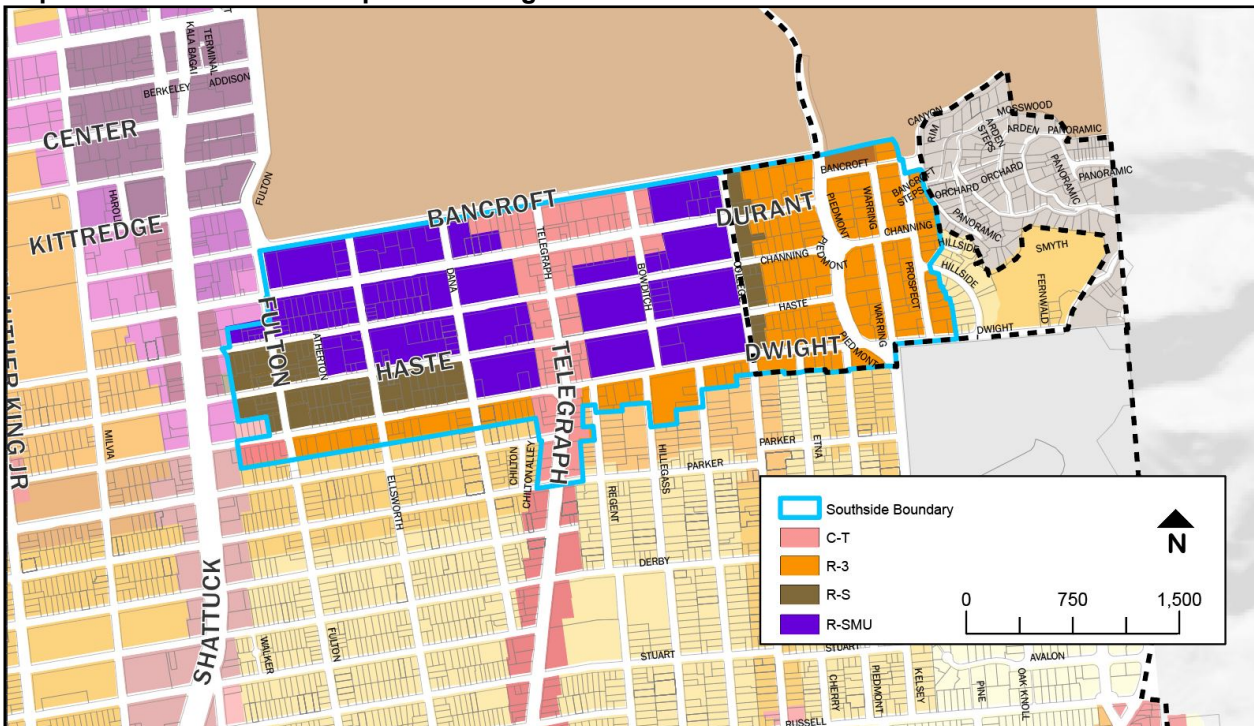 KALA BAGAI
TERMINAL
BERKELEY
ADDISON
CENTER
HAROLD
FULTON
KITTREDGE
BANCROFT
CANYON
RIM
MOSSWOOD
ARDEN STEPS
ARDEN
PANORAMIC
PANORAMIC
PANORAMIC
ORCHARD
ORCHARD
PANORAMIC
BANCROFT
BANCROFT STEPS
DURANT
PIEDMONT
WARRING
CHANNING
TELEGRAPH
DANA
BOWDITCH
COLLEGE
CHANNING
PIEDMONT
HILLSIDE
HILLSIDE
SMYTH
FERNWALD
PROSPECT
HASTE
WARRING
DWIGHT
FULTON
ATHERTON
HASTE
DWIGHT
PIEDMONT
TELEGRAPH
KING JR
MILVIA
ELLSWORTH
CHILTON
CHILTON ALLEY
HILLEGASS
PARKER
PARKER
ETNA
REGENT
DERBY
SHATTUCK
WALKER
FULTON
STUART
STUART
CHERRY
PIEDMONT
KELSEY
PINE
OAK KNOLL
AVALON
RUSSELL
Southside Boundary
C-T
R-3
R-S
R-SMU
N
0 750 1,500